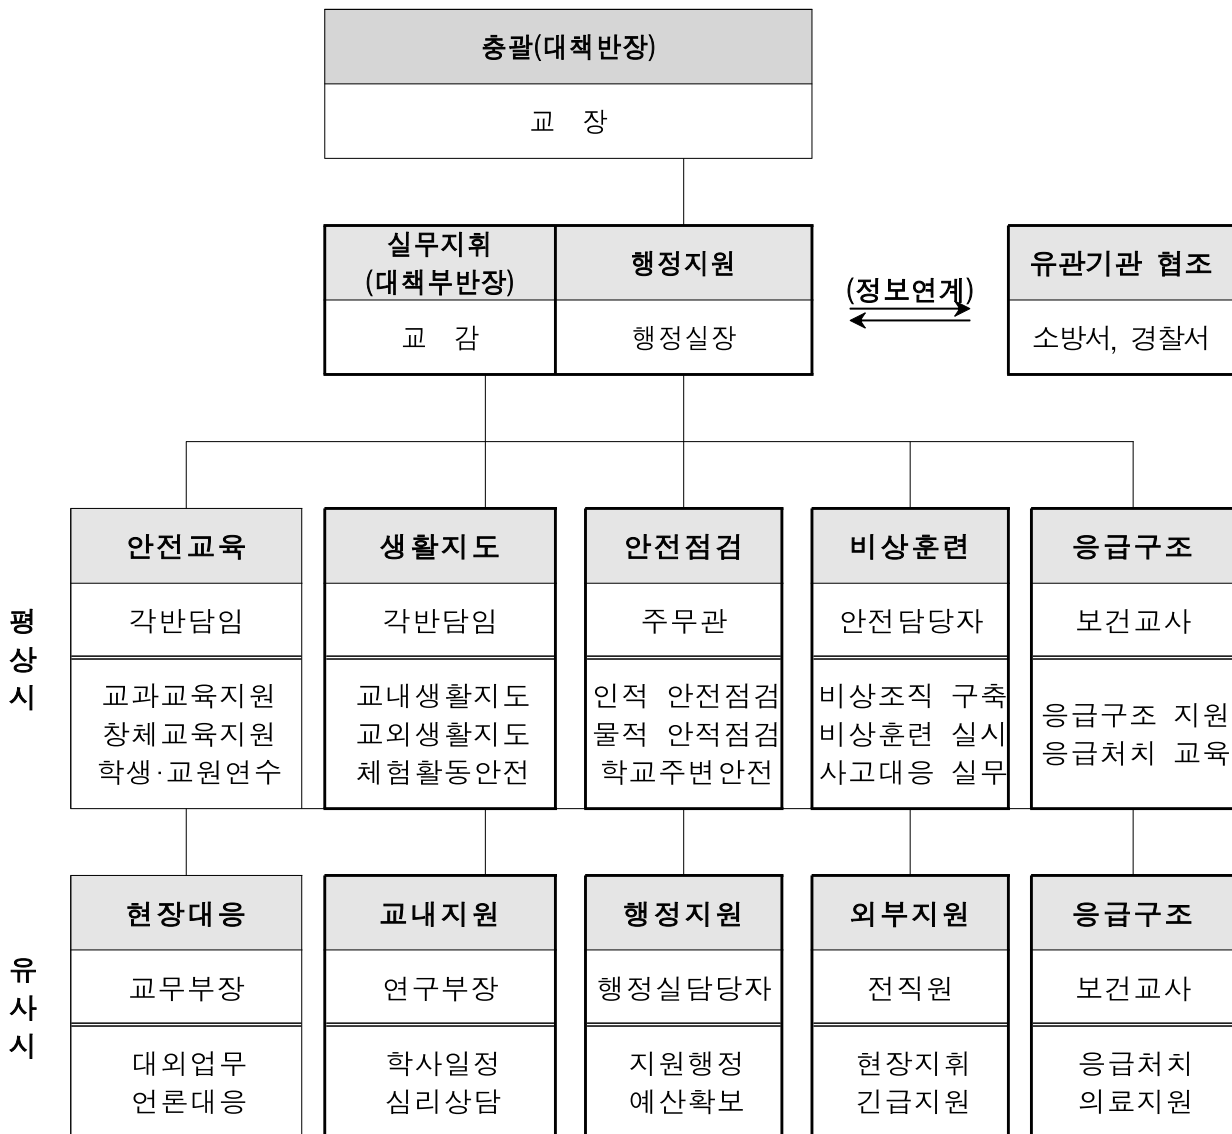 충괄(대책반장)
교 장
실무지휘
(대책부반장)
행정지원
(정보연계)
유관기관 협조
교 감
행정실장
소방서, 경찰서
평상시
안전교육
생활지도
안전점검
비상훈련
응급구조
각반담임
각반담임
주무관
안전담당자
보건교사
교과교육지원
창체교육지원
학생·교원연수
교내생활지도
교외생활지도
체험활동안전
인적 안전점검
물적 안적점검
학교주변안전
비상조직 구축
비상훈련 실시
사고대응 실무
응급구조 지원
응급처치 교육
유사시
현장대응
교내지원
행정지원
외부지원
응급구조
교무부장
연구부장
행정실담당자
전직원
보건교사
대외업무
언론대응
학사일정
심리상담
지원행정
예산확보
현장지휘
긴급지원
응급처치
의료지원